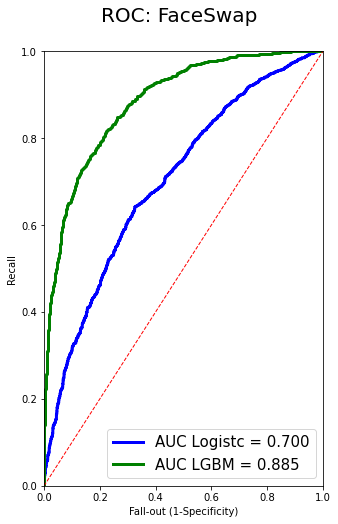 ROC: FaceSwap
1.0
0.8
0.6
0.4
0.2
0.0
Recall
AUC Logistc = 0.700
AUC LGBM = 0.885
0.0 0.2 0.4 0.6 0.8 1.0
Fall-out (1-Specificity)